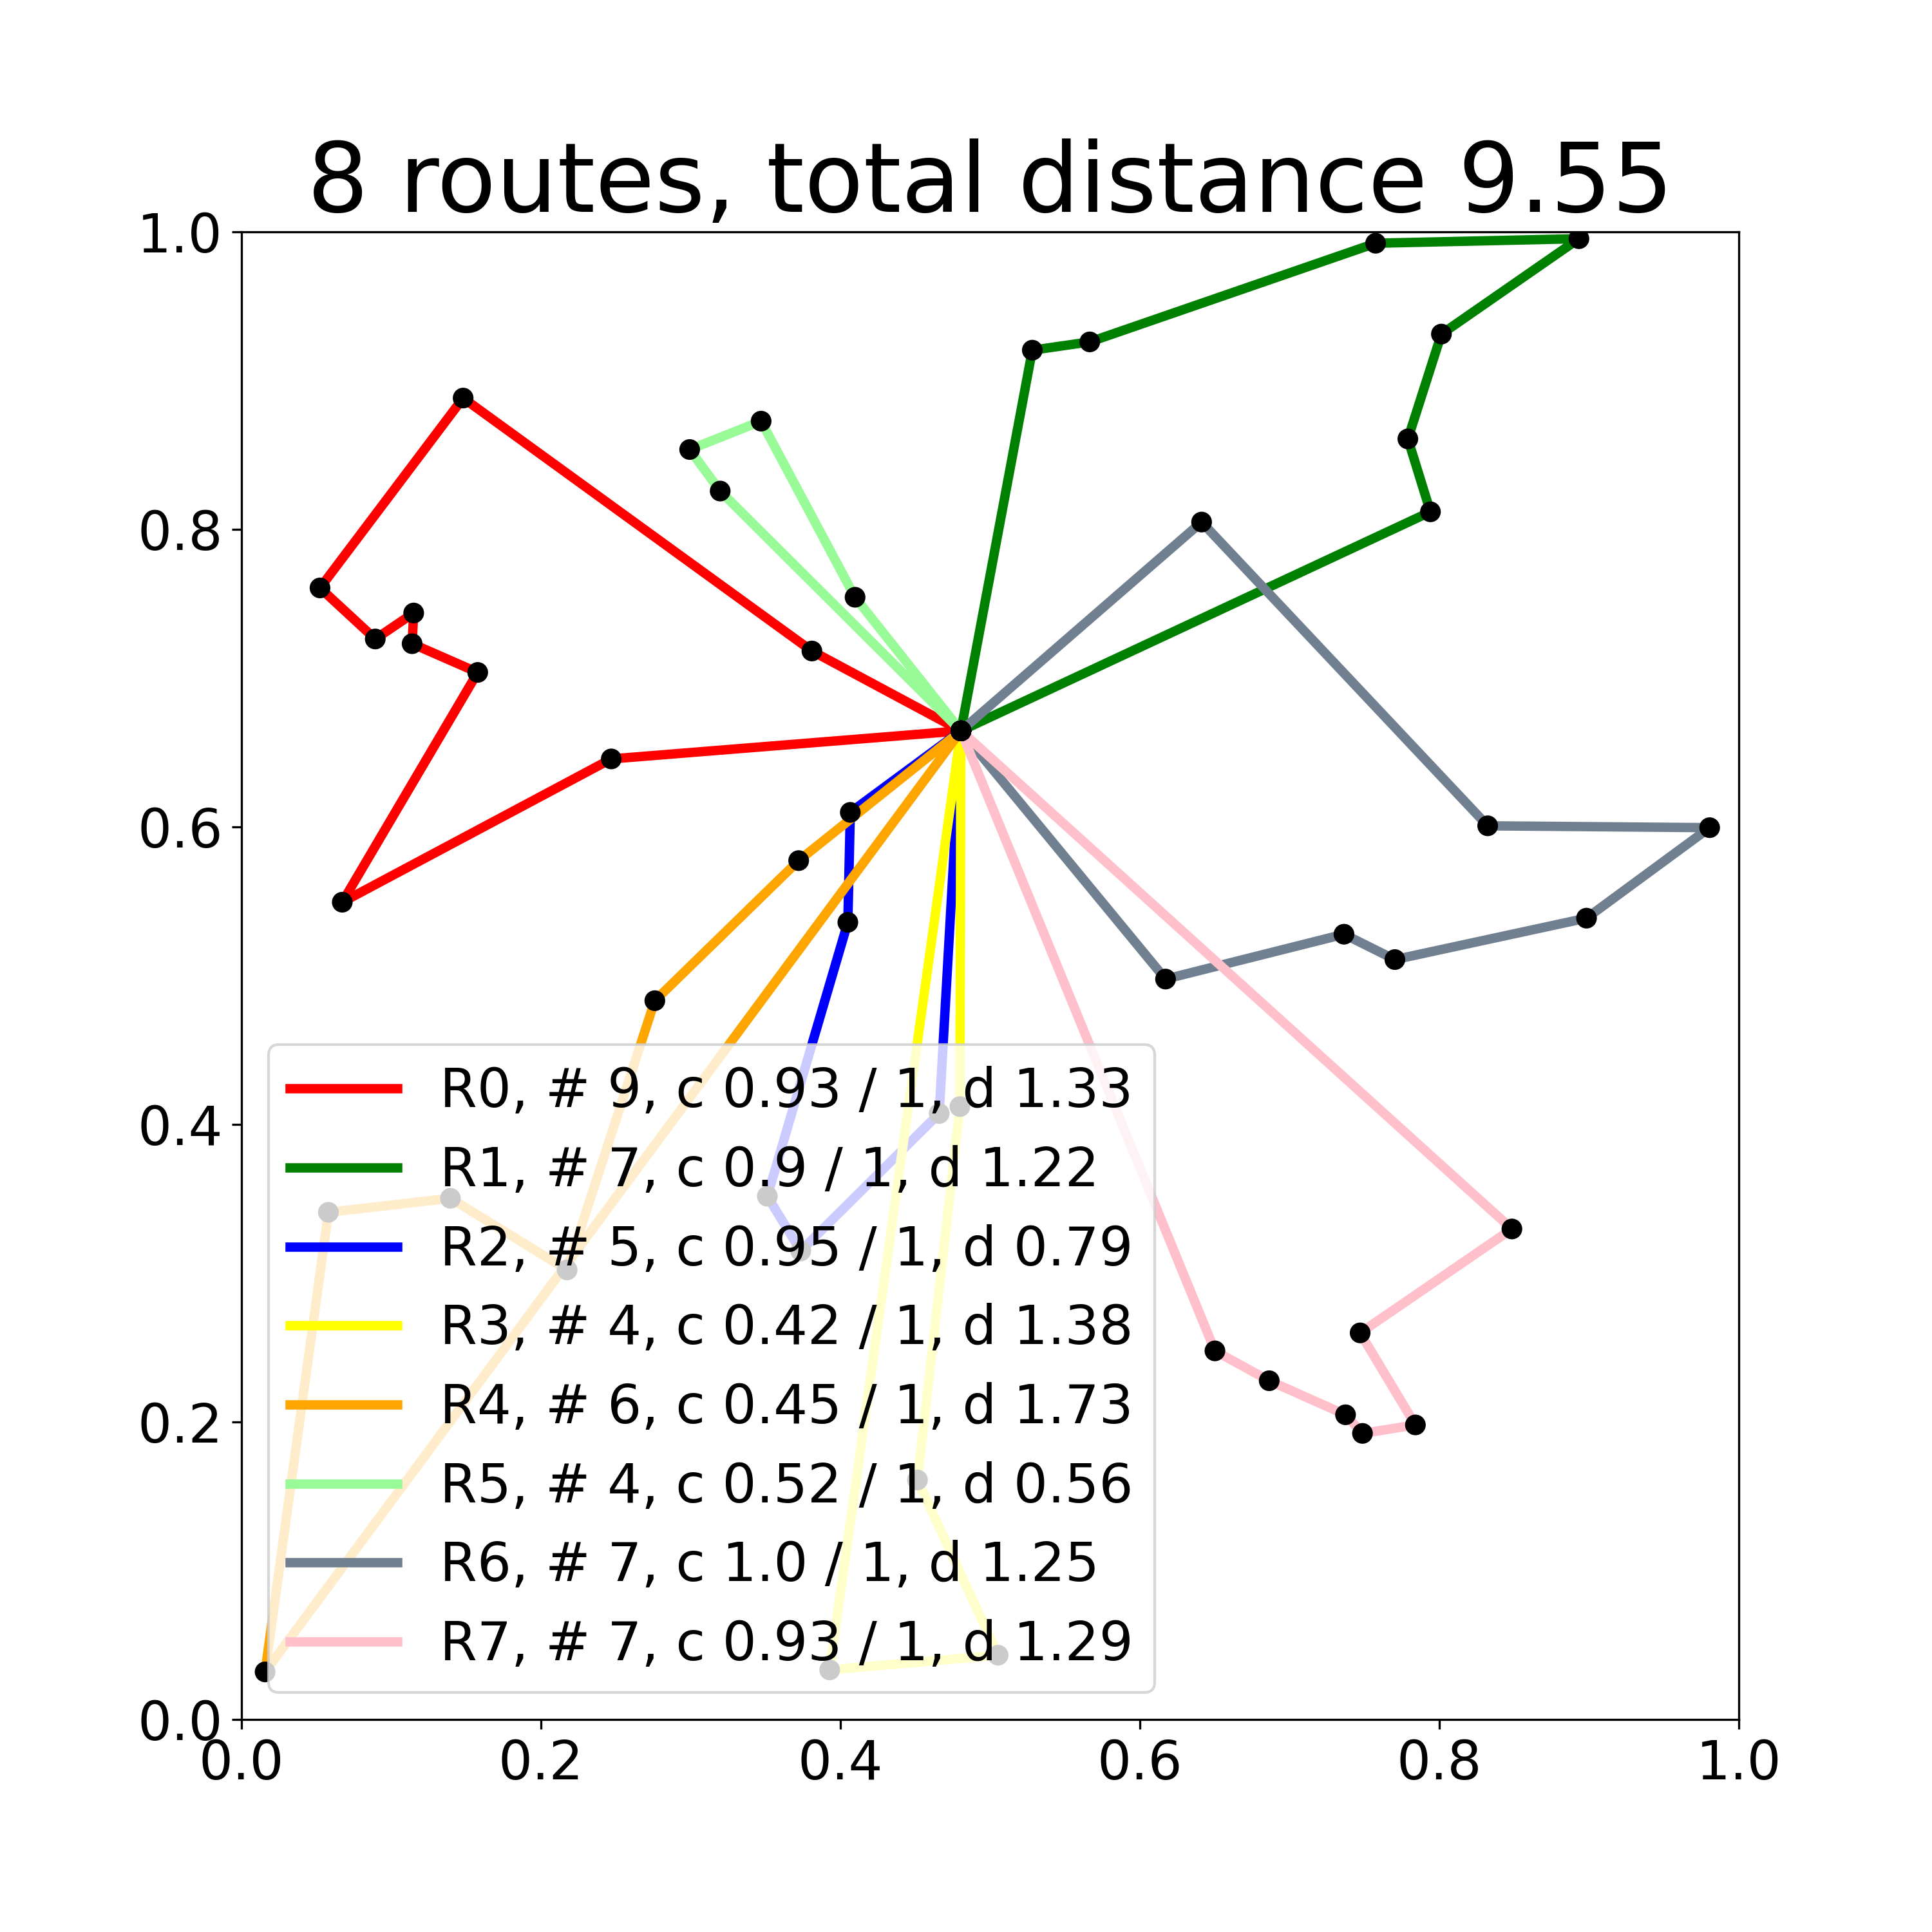 8 routes, total distance 9.55
1.0
0.8
0.6
0.4
0.2
0.0
R0, # 9, c 0.93 / 1, d 1.33
R1, # 7, c 0.9 / 1, d 1.22
R2, # 5, c 0.95 / 1, d 0.79
R3, # 4, c 0.42 / 1, d 1.38
R4, # 6, c 0.45 / 1, d 1.73
R5, # 4, c 0.52 / 1, d 0.56
R6, # 7, c 1.0 / 1, d 1.25
R7, # 7, c 0.93 / 1, d 1.29
0.0 0.2 0.4 0.6 0.8 1.0